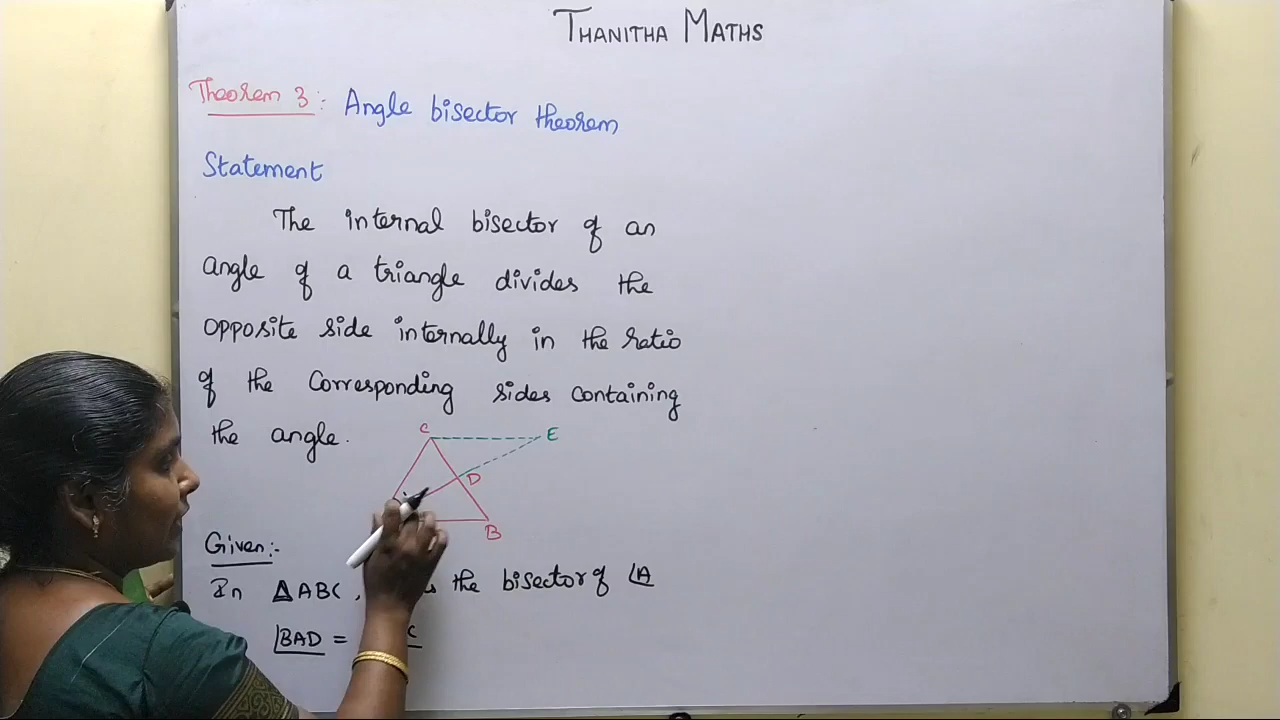 THANITHA MATHS
Theorem 3: Angle bisector theorem
Statement
The internal bisector of an
angle of a triangle divides the
opposite side internally in the ratio
of the corresponding sides containing
the angle.
C
E
D
B
Given:-
In ΔABC, the bisector of ∠A
∠BAD = C